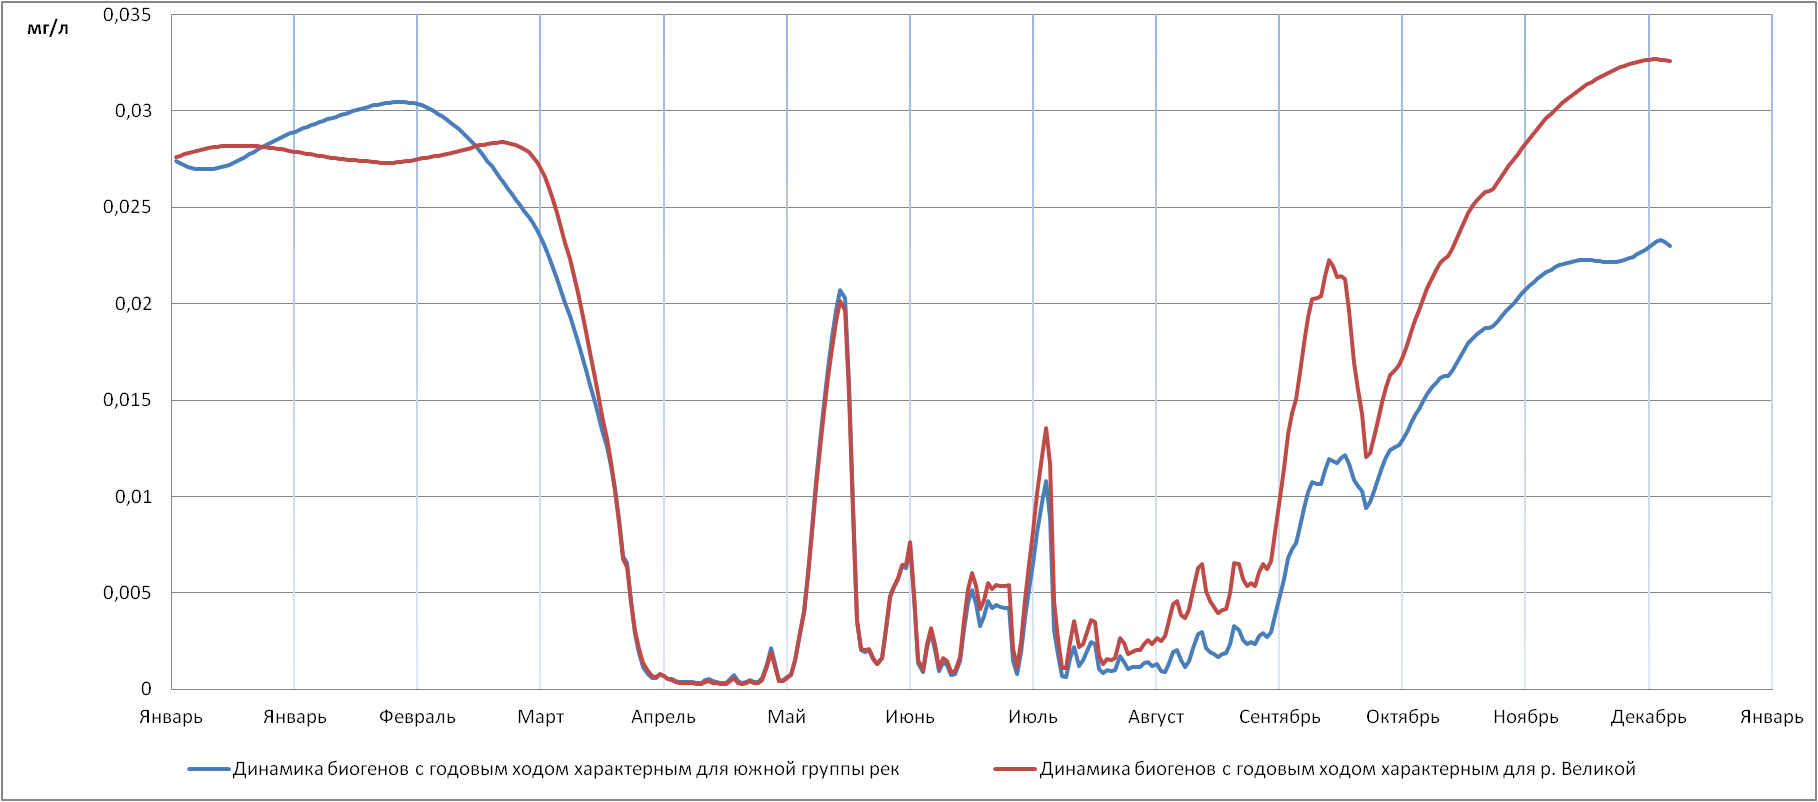 мг/л
0,035
0,03
0,025
0,02
0,015
0,01
0,005
0
Январь Январь Февраль Март Апрель Май Июнь Июль Август Сентябрь Октябрь Ноябрь Декабрь Январь
Динамика биогенов с годовым ходом характерным для южной группы рек Динамика биогенов с годовым ходом характерным для р. Великой